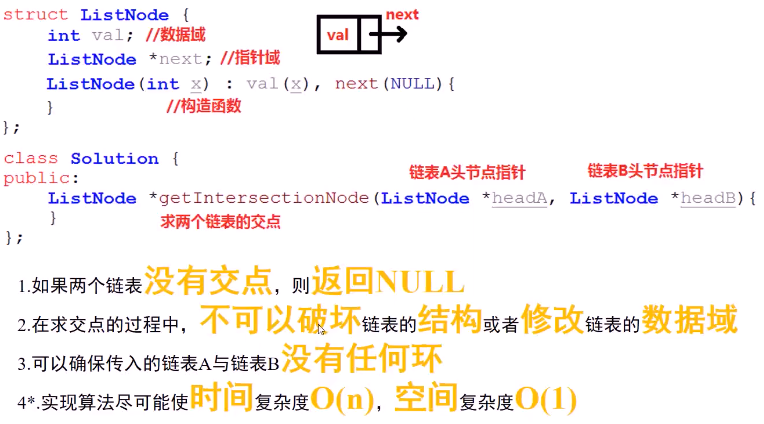 struct ListNode {
next
int val; //数据域
val
ListNode *next; //指针域
ListNode(int x) : val(x), next(NULL){
} //构造函数
};
class Solution {
链表A头节点指针 链表B头节点指针
public:
ListNode *getIntersectionNode(ListNode *headA, ListNode *headB){
} 求两个链表的交点
};
1.如果两个链表没有交点，则返回NULL
2.在求交点的过程中，不可以破坏链表的结构或者修改链表的数据域
3.可以确保传入的链表A与链表B没有任何环
4*.实现算法尽可能使时间复杂度O(n)，空间复杂度O(1)